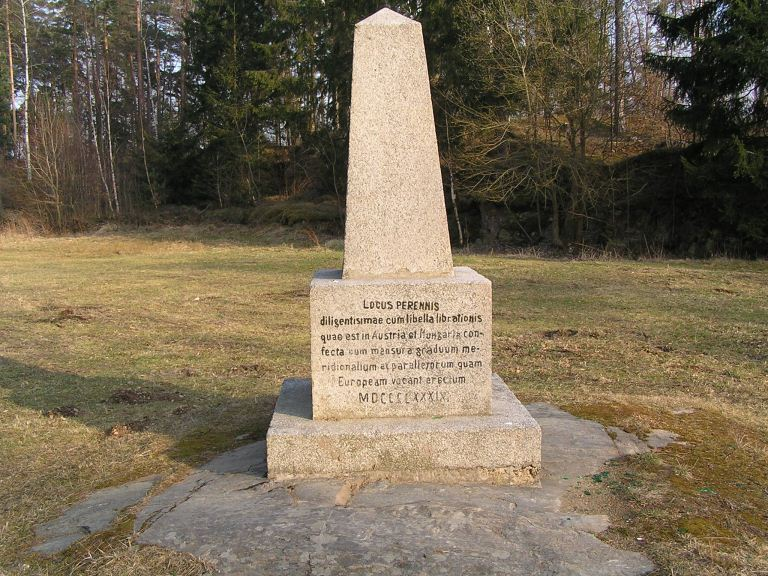 LOCUS PERENNIS
diligentismae cum libella librationis
quae est in Austria et Hungaria con-
fecta cum mensura graduum me-
ridionalium et parallelorum quam
Europeam vocant erectum
MDCCCLXXXIX.